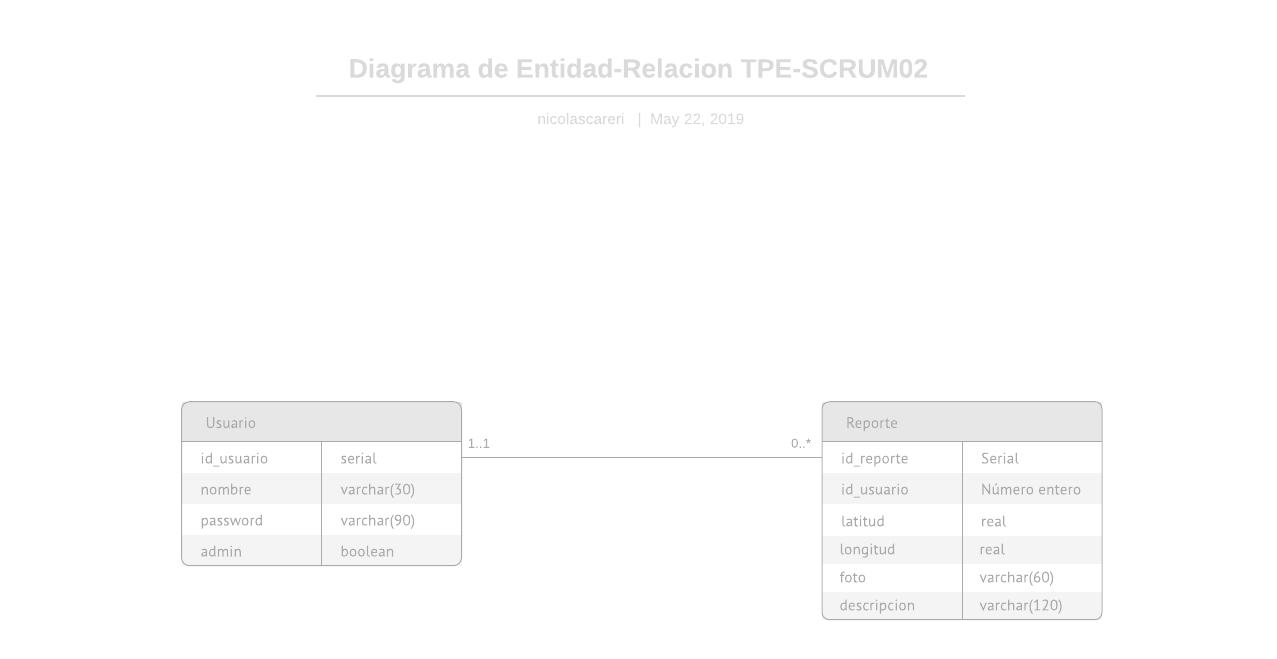 Diagrama de Entidad-Relacion TPE-SCRUM02
nicolascareri | May 22, 2019
Usuario
1..1
id_usuario serial
nombre varchar(30)
password varchar(90)
admin boolean
0..*
Reporte
id_reporte Serial
id_usuario Número entero
latitud real
longitud real
foto varchar(60)
descripcion varchar(120)